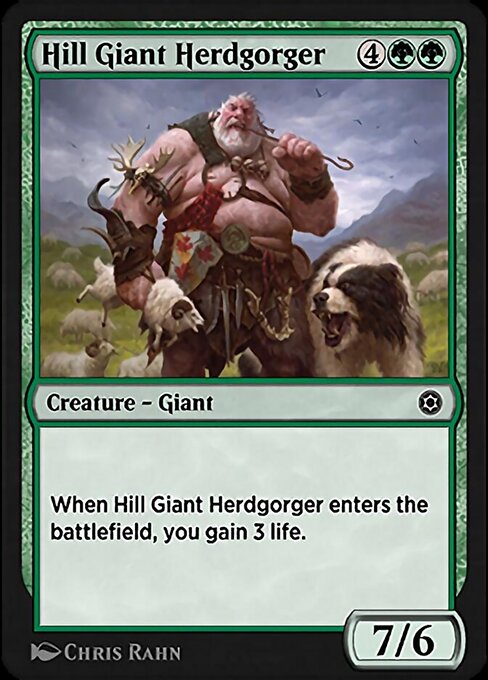 Hill Giant Herdgorger 4
Creature – Giant
When Hill Giant Herdgorger enters the
battlefield, you gain 3 life.
7/6
Chris Rahn